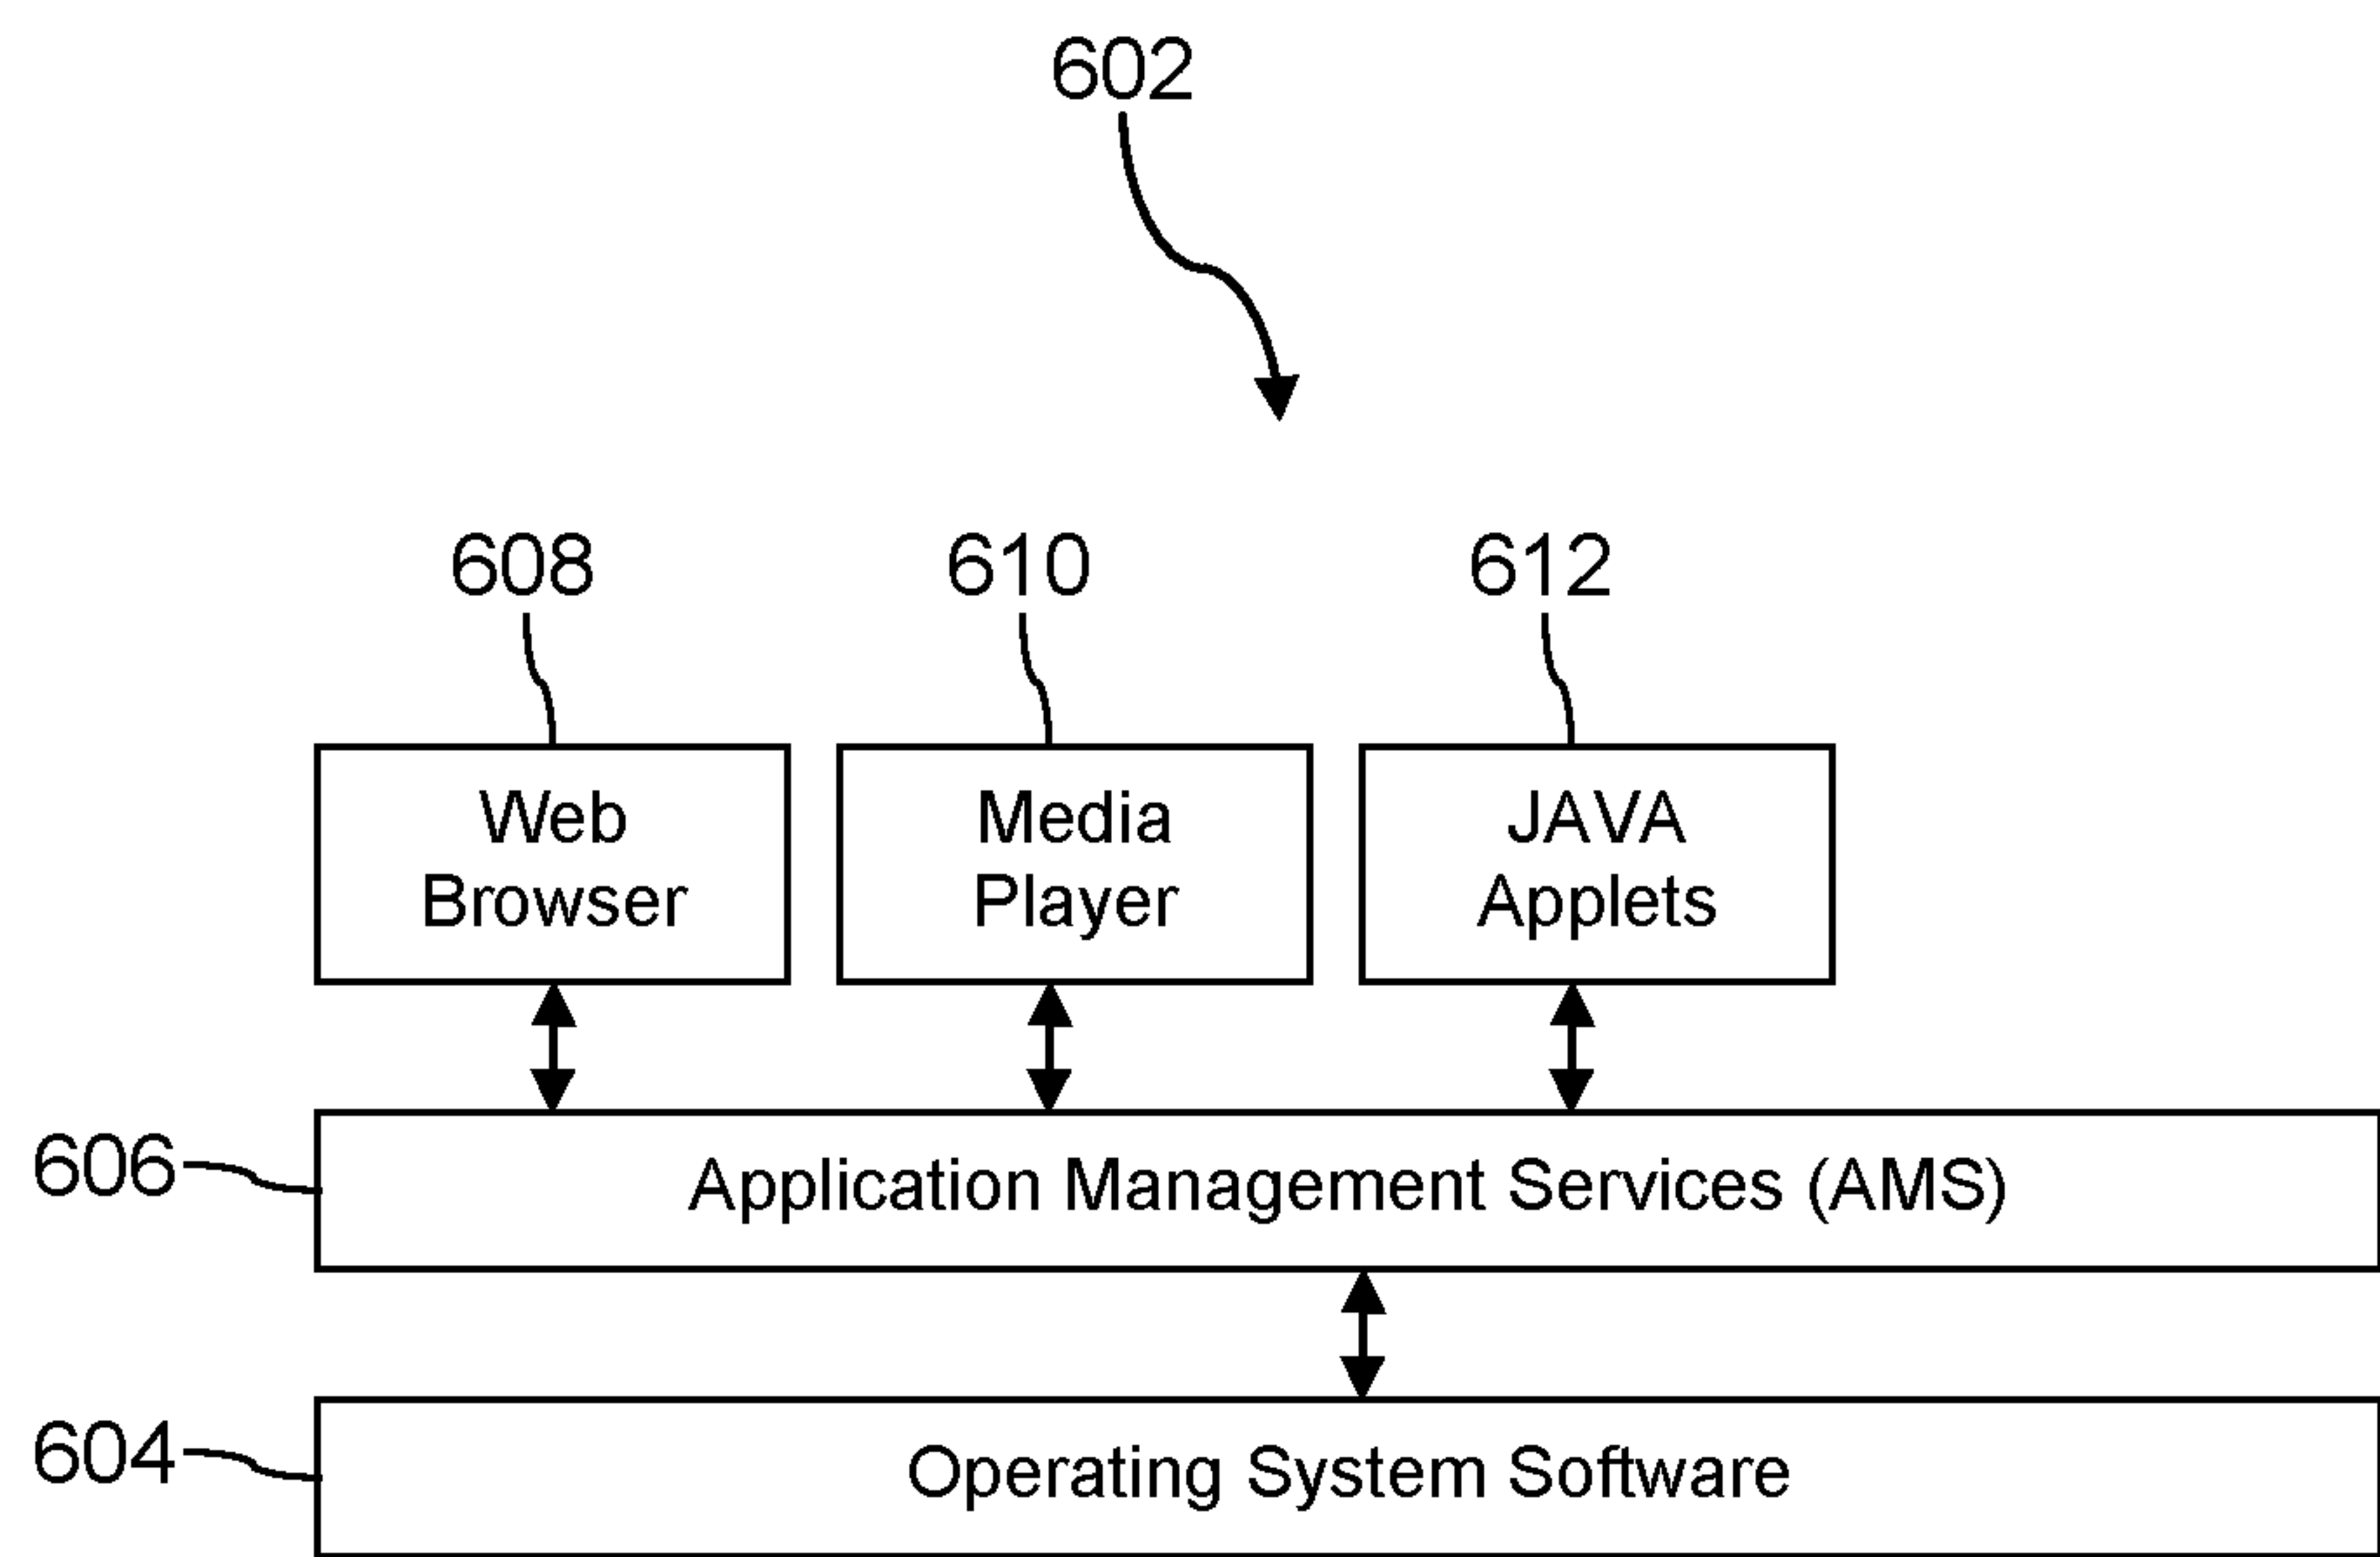 602
608
610
612
Web
Browser
Media
Player
JAVA
Applets
606
Application Management Services (AMS)
604
Operating System Software